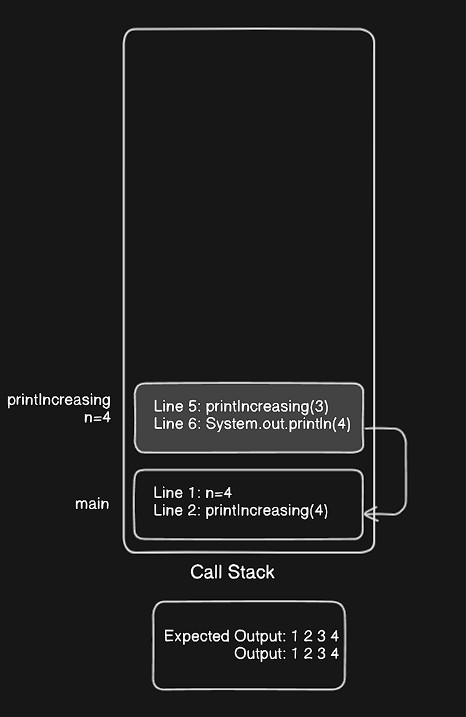 printIncreasing
n=4
Line 5: printIncreasing(3)
Line 6: System.out.println(4)
main
Line 1: n=4
Line 2: printIncreasing(4)
Call Stack
Expected Output: 1 2 3 4
Output: 1 2 3 4